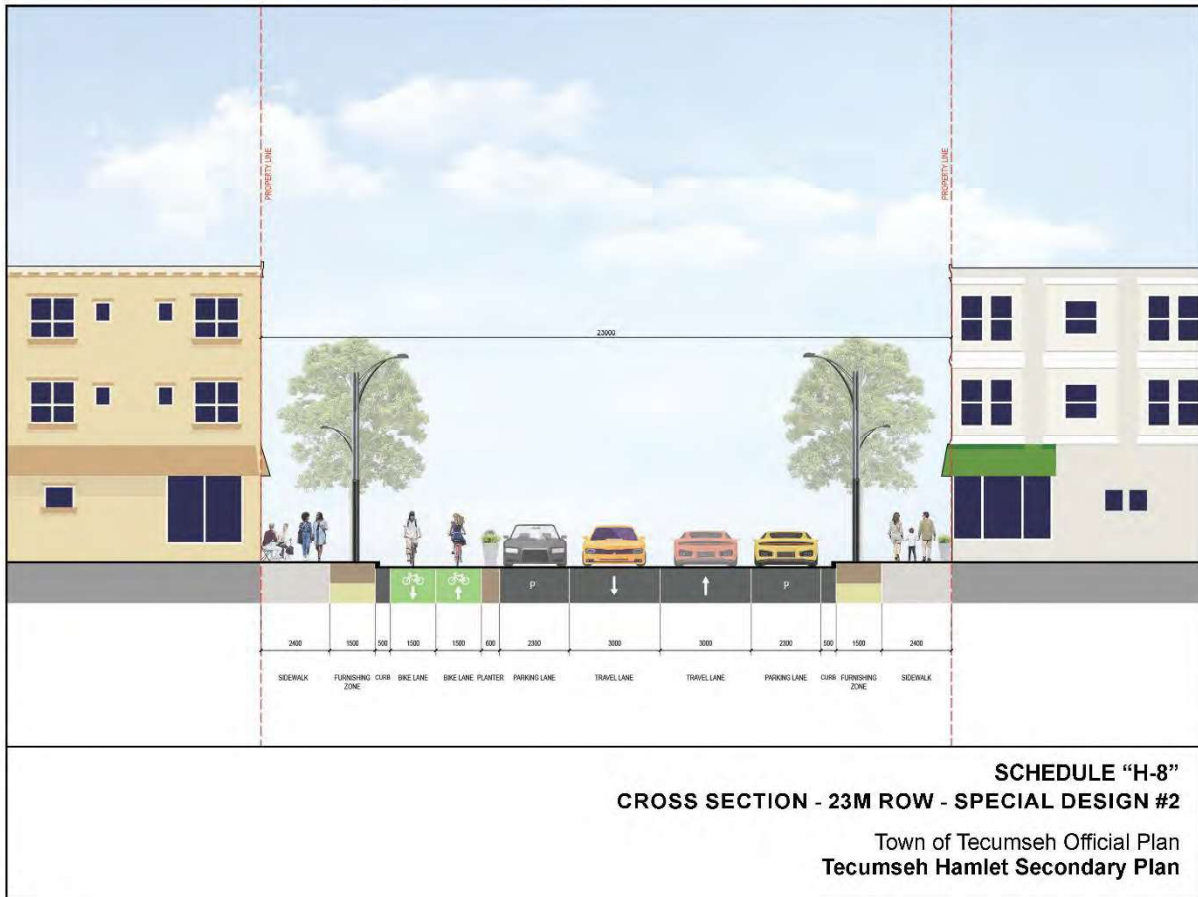 PROPERTY LINE
PROPERTY LINE
23000
P
P
2400 1500 500 1500 1500 600 2300 3000 3000 2300 500 1500 2400
SIDEWALK FURNISHING ZONE CURB BIKE LANE BIKE LANE PLANTER PARKING LANE TRAVEL LANE TRAVEL LANE PARKING LANE CURB FURNISHING ZONE SIDEWALK
SCHEDULE “H-8”
CROSS SECTION - 23M ROW - SPECIAL DESIGN #2
Town of Tecumseh Official Plan
Tecumseh Hamlet Secondary Plan